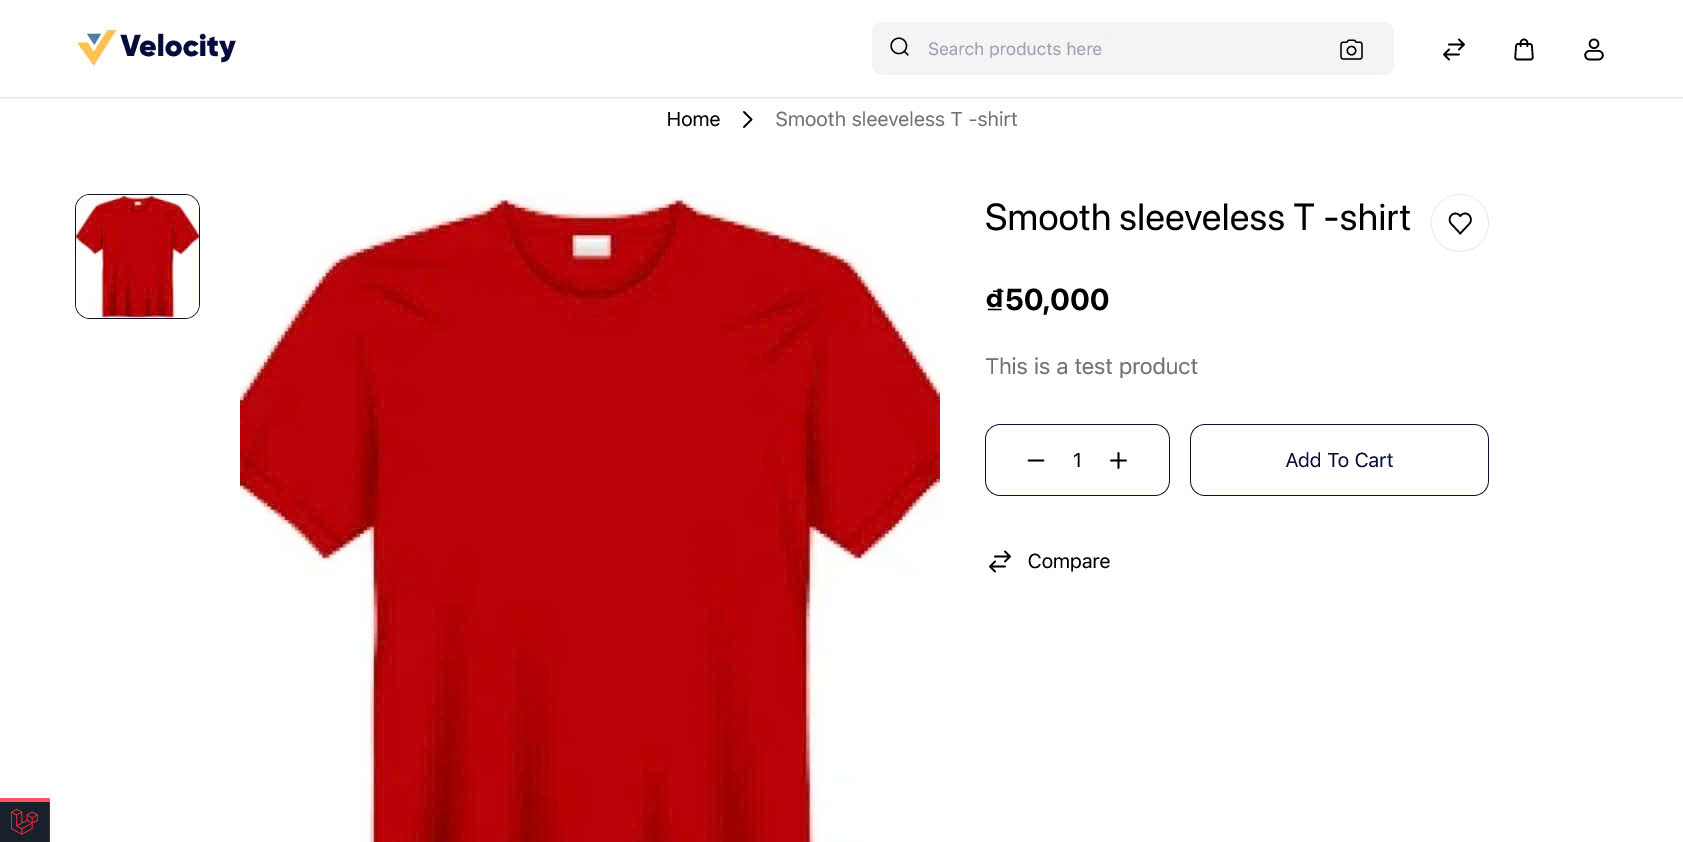 Velocity
Search products here
Home
Smooth sleeveless T -shirt
Smooth sleeveless T -shirt
₫50,000
This is a test product
1
Add To Cart
Compare